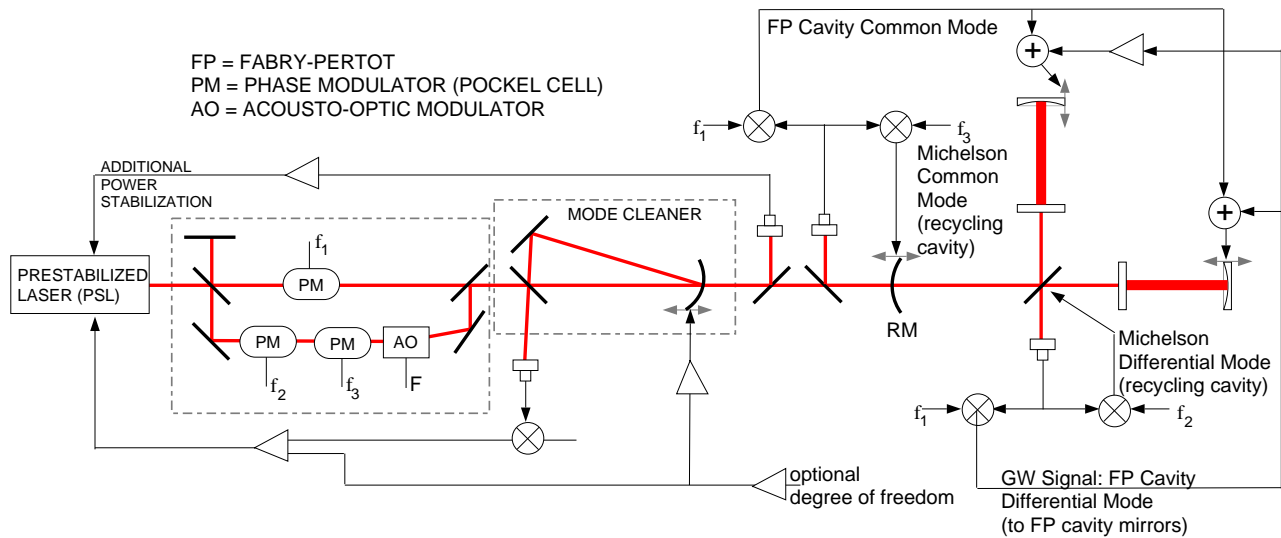 FP Cavity Common Mode
FP = FABRY-PERTOT
PM = PHASE MODULATOR (POCKEL CELL)
AO = ACOUSTO-OPTIC MODULATOR
f1
f3
Michelson
Common
Mode
(recycling
cavity)
ADDITIONAL
POWER
STABILIZATION
MODE CLEANER
f1
PRESTABILIZED
LASER (PSL)
PM
RM
PM
PM
AO
f2
f3
F
Michelson
Differential Mode
(recycling cavity)
f1
f2
optional
degree of freedom
GW Signal: FP Cavity
Differential Mode
(to FP cavity mirrors)
+
+